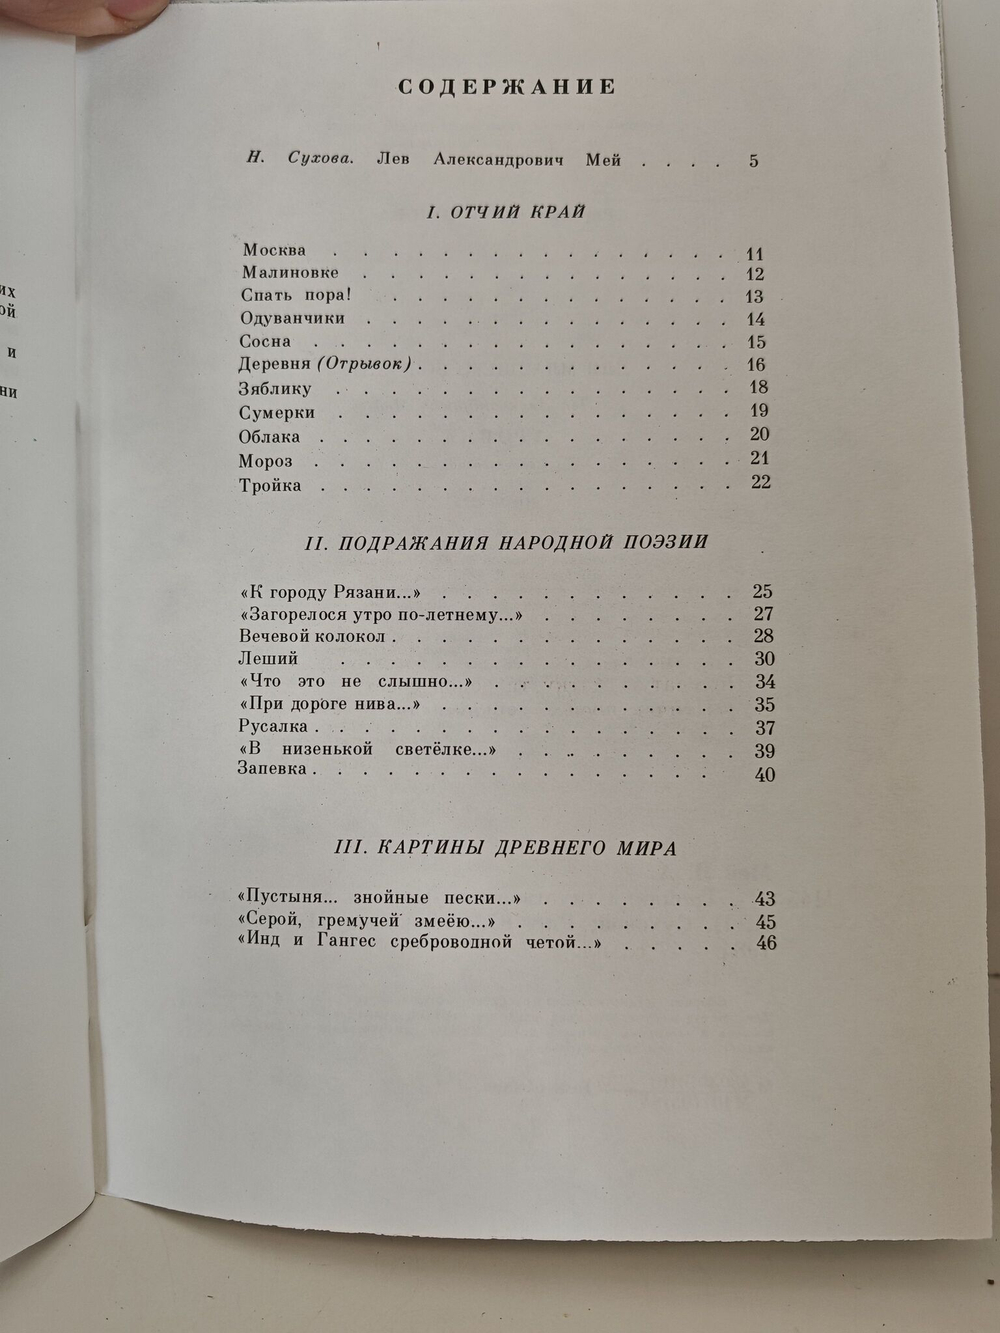 их
ой
и
ни
СОДЕРЖАНИЕ
Н. Сухова. Лев Александрович Мей . . . . 5
I. ОТЧИЙ КРАЙ
Москва . . . . . . . . . . . . . . . 11
Малиновке . . . . . . . . . . . . . . 12
Спать пора! . . . . . . . . . . . . . 13
Одуванчики . . . . . . . . . . . . . . 14
Сосна . . . . . . . . . . . . . . . . 15
Деревня (Отрывок) . . . . . . . . . . . . 16
Зяблику . . . . . . . . . . . . . . . 18
Сумерки . . . . . . . . . . . . . . . 19
Облака . . . . . . . . . . . . . . . . 20
Мороз . . . . . . . . . . . . . . . . 21
Тройка . . . . . . . . . . . . . . . . 22
II. ПОДРАЖАНИЯ НАРОДНОЙ ПОЭЗИИ
«К городу Рязани...» . . . . . . . . . . . 25
«Загорелося утро по-летнему...» . . . . . . . . 27
Вечевой колокол . . . . . . . . . . . . . 28
Леший . . . . . . . . . . . . . . . 30
«Что это не слышно...» . . . . . . . . . . 34
«При дороге нива...» . . . . . . . . . . . 35
Русалка . . . . . . . . . . . . . . . . 37
«В низенькой светёлке...» . . . . . . . . . 39
Запевка . . . . . . . . . . . . . . . 40
III. КАРТИНЫ ДРЕВНЕГО МИРА
«Пустыня... знойные пески...» . . . . . . . . 43
«Серой, гремучей змеёю...» . . . . . . . . . 45
«Инд и Гангес среброводной четой...» . . . . . 46